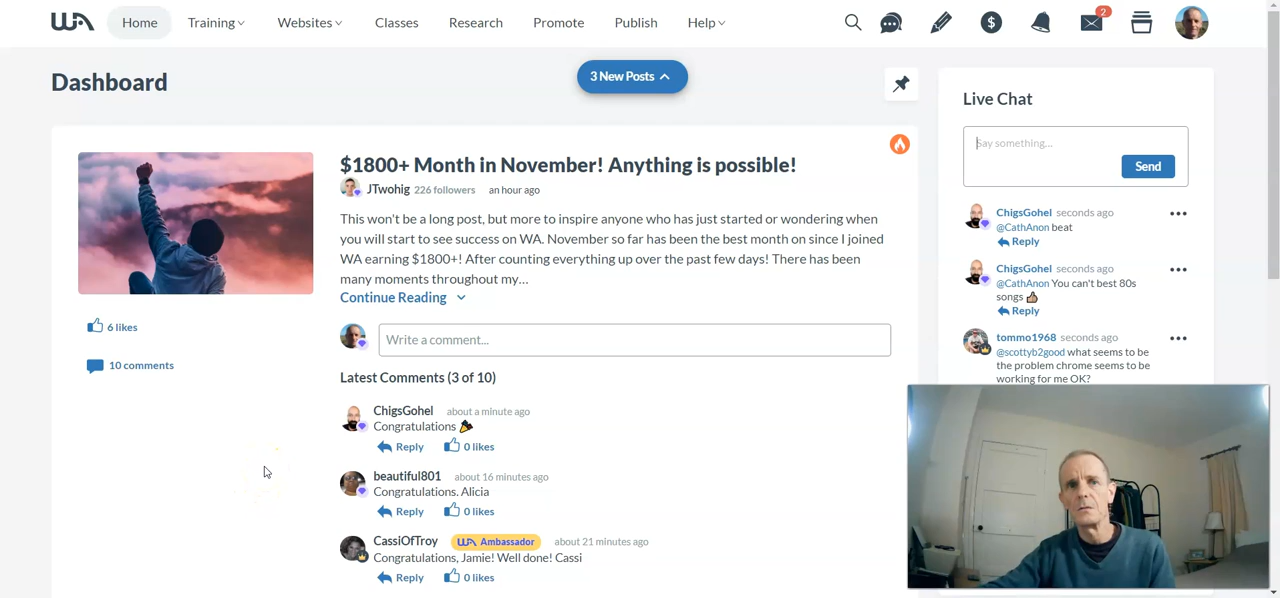 WA Home Training Websites Classes Research Promote Publish Help $ 2
Dashboard
3 New Posts
Live Chat
Say something...
Send
$1800+ Month in November! Anything is possible!
JTwohig 226 followers an hour ago
This won't be a long post, but more to inspire anyone who has just started or wondering when
you will start to see success on WA. November so far has been the best month on since I joined
WA earning $1800+! After counting everything up over the past few days! There has been
many moments throughout my...
Continue Reading
6 likes
10 comments
Write a comment...
Latest Comments (3 of 10)
ChigsGohel about a minute ago
Congratulations
Reply 0 likes
beautiful801 about 16 minutes ago
Congratulations. Alicia
Reply 0 likes
CassiOfTroy WA Ambassador about 21 minutes ago
Congratulations, Jamie! Well done! Cassi
Reply 0 likes
ChigsGohel seconds ago
@CathAnon beat
Reply
ChigsGohel seconds ago
@CathAnon You can't best 80s
songs
Reply
tommo1968 seconds ago
@scottyb2good what seems to be
the problem chrome seems to be
working for me OK?